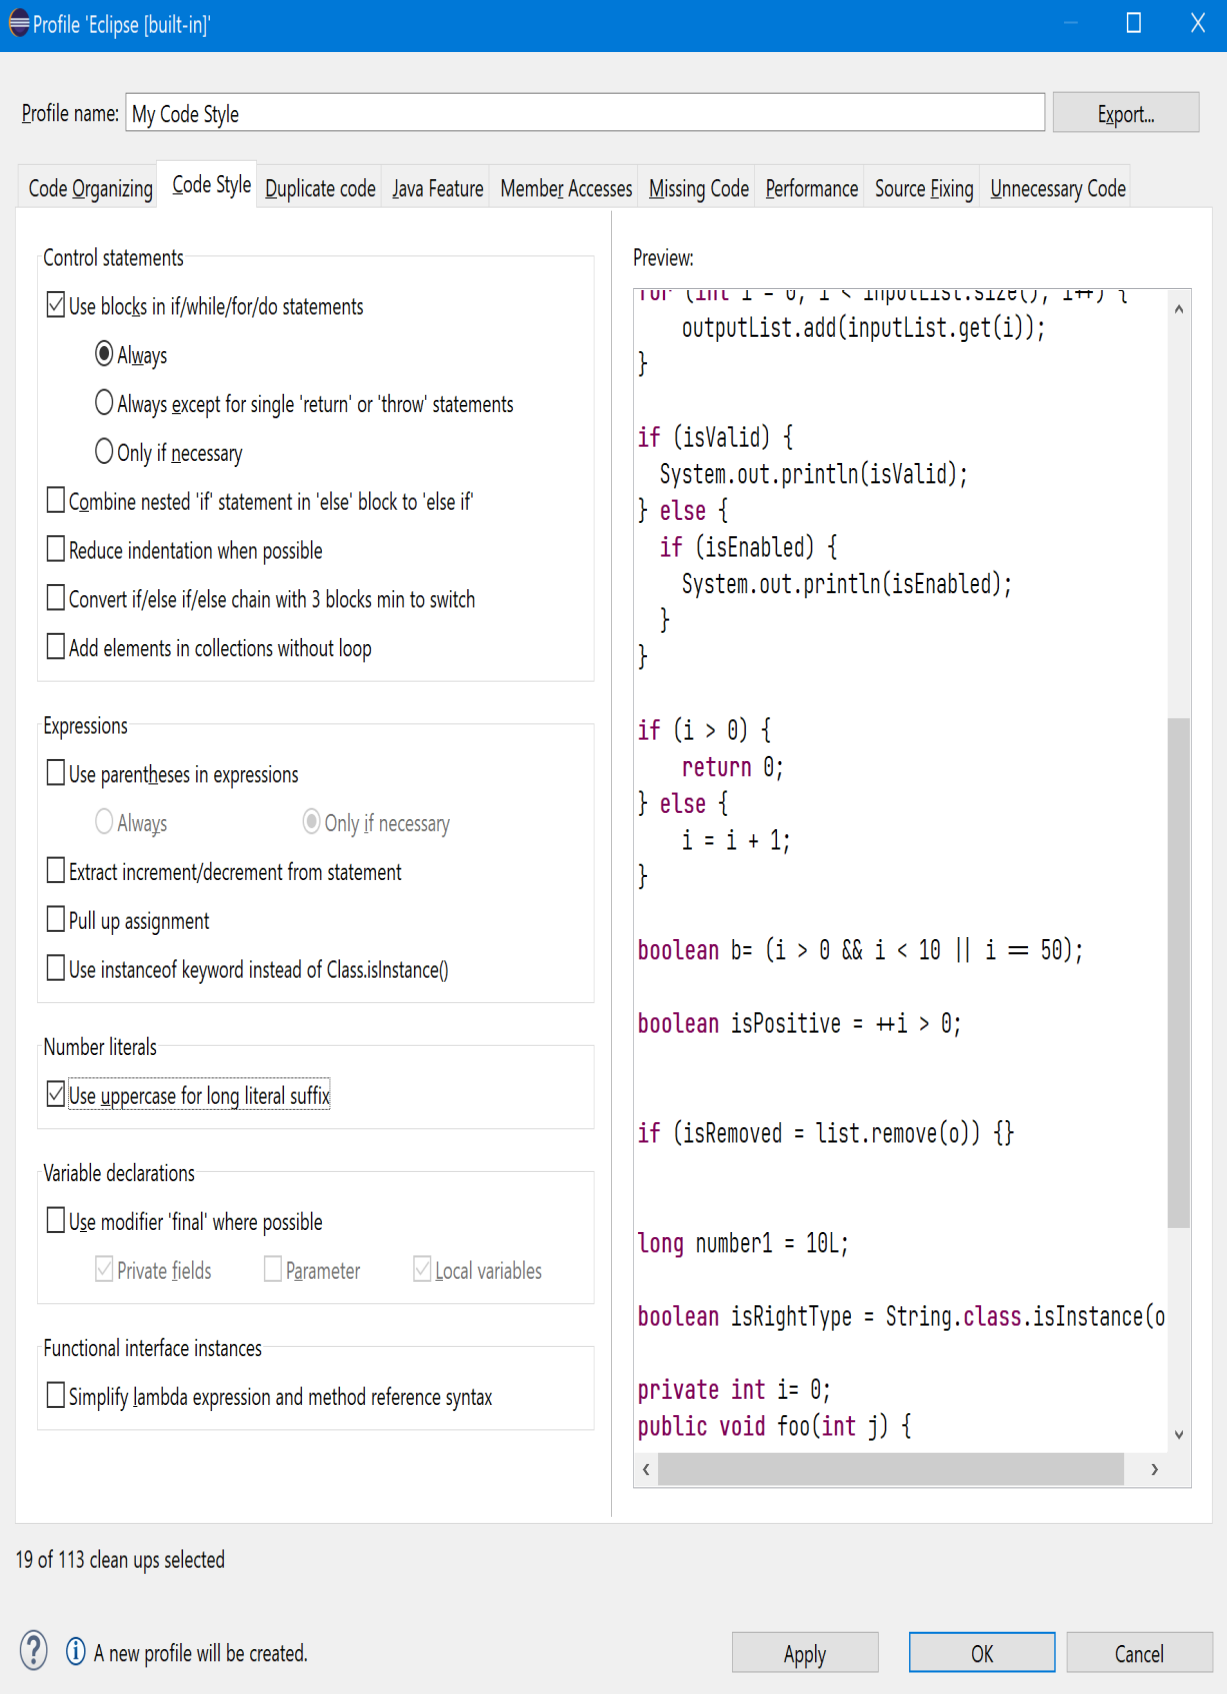 Profile 'Eclipse [built-in]'
Profile name: My Code Style Export...
Code Organizing Code Style Duplicate code Java Feature Member Accesses Missing Code Performance Source Fixing Unnecessary Code
Control statements
Use blocks in if/while/for/do statements
Always
Always except for single 'return' or 'throw' statements
Only if necessary
Combine nested 'if' statement in 'else' block to 'else if'
Reduce indentation when possible
Convert if/else if/else chain with 3 blocks min to switch
Add elements in collections without loop
Expressions
Use parentheses in expressions
Always Only if necessary
Extract increment/decrement from statement
Pull up assignment
Use instanceof keyword instead of Class.isInstance()
Number literals
Use uppercase for long literal suffix
Variable declarations
Use modifier 'final' where possible
Private fields Parameter Local variables
Functional interface instances
Simplify lambda expression and method reference syntax
Preview:
for (int i = 0; i < inputList.size(); i++) {
outputList.add(inputList.get(i));
}
if (isValid) {
System.out.println(isValid);
} else {
if (isEnabled) {
System.out.println(isEnabled);
}
}
if (i > 0) {
return 0;
} else {
i = i + 1;
}
boolean b= (i > 0 && i < 10 || i == 50);
boolean isPositive = ++i > 0;
if (isRemoved = list.remove(o)) {}
long number1 = 10L;
boolean isRightType = String.class.isInstance(o
private int i= 0;
public void foo(int j) {
19 of 113 clean ups selected
A new profile will be created.
Apply OK Cancel